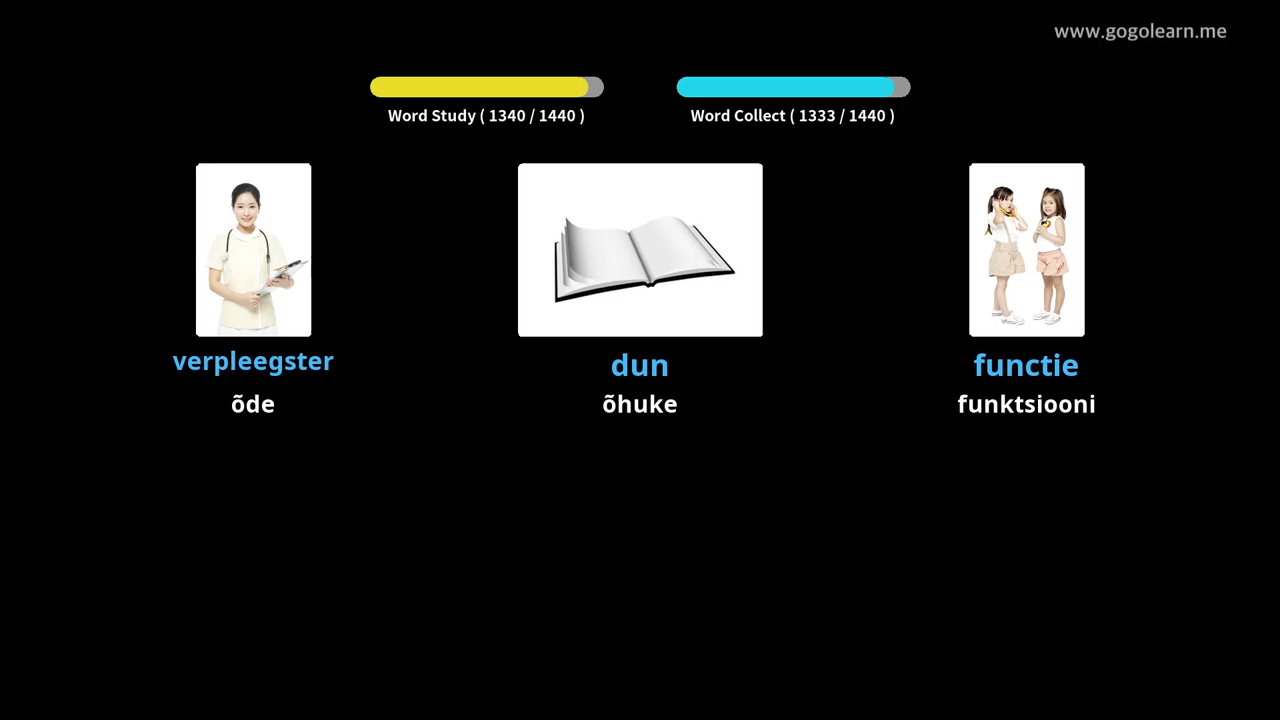 www.gogolearn.me
Word Study ( 1340 / 1440 )
Word Collect ( 1333 / 1440 )
verpleegster
dun
functie
õde
õhuke
funktsiooni